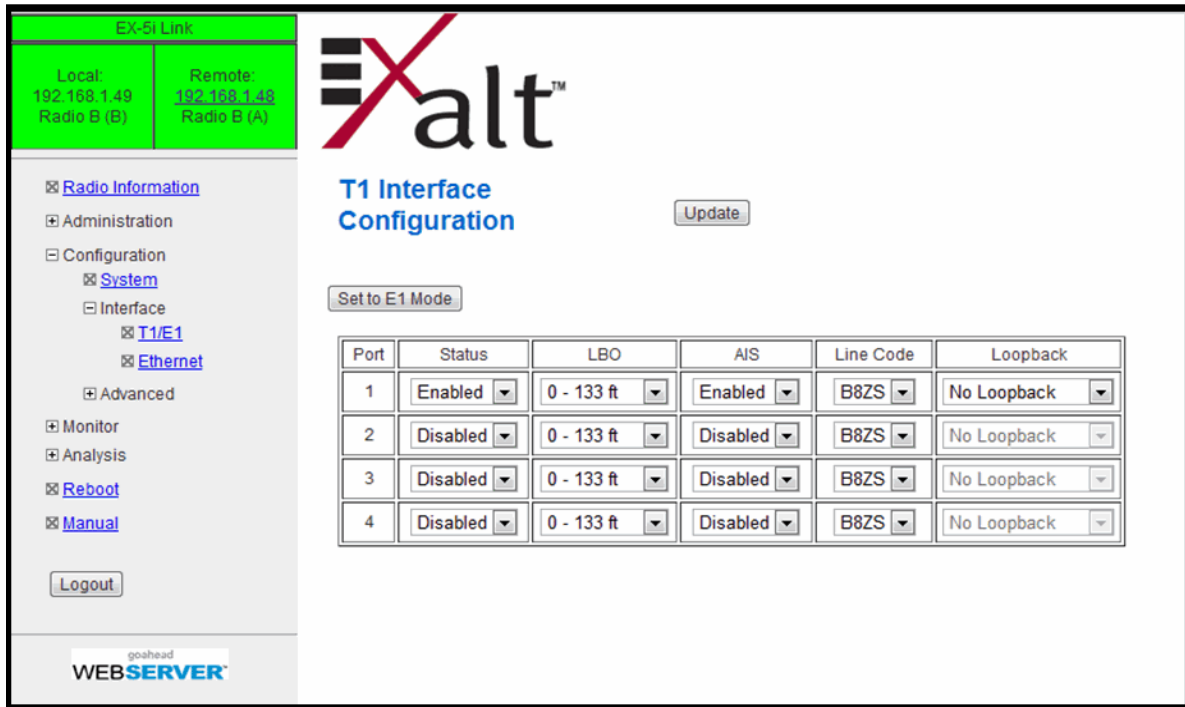 EX-5i Link
Local:
192.168.1.49
Radio B (B)
Remote:
192.168.1.48
Radio B (A)
EXalt™
Radio Information
Administration
Configuration
System
Interface
T1/E1
Ethernet
Advanced
Monitor
Analysis
Reboot
Manual
Logout
goahead
WEBSERVER™
T1 Interface
Configuration
Update
Set to E1 Mode
Port Status LBO AIS Line Code Loopback
1 Enabled 0 - 133 ft Enabled B8ZS No Loopback
2 Disabled 0 - 133 ft Disabled B8ZS No Loopback
3 Disabled 0 - 133 ft Disabled B8ZS No Loopback
4 Disabled 0 - 133 ft Disabled B8ZS No Loopback